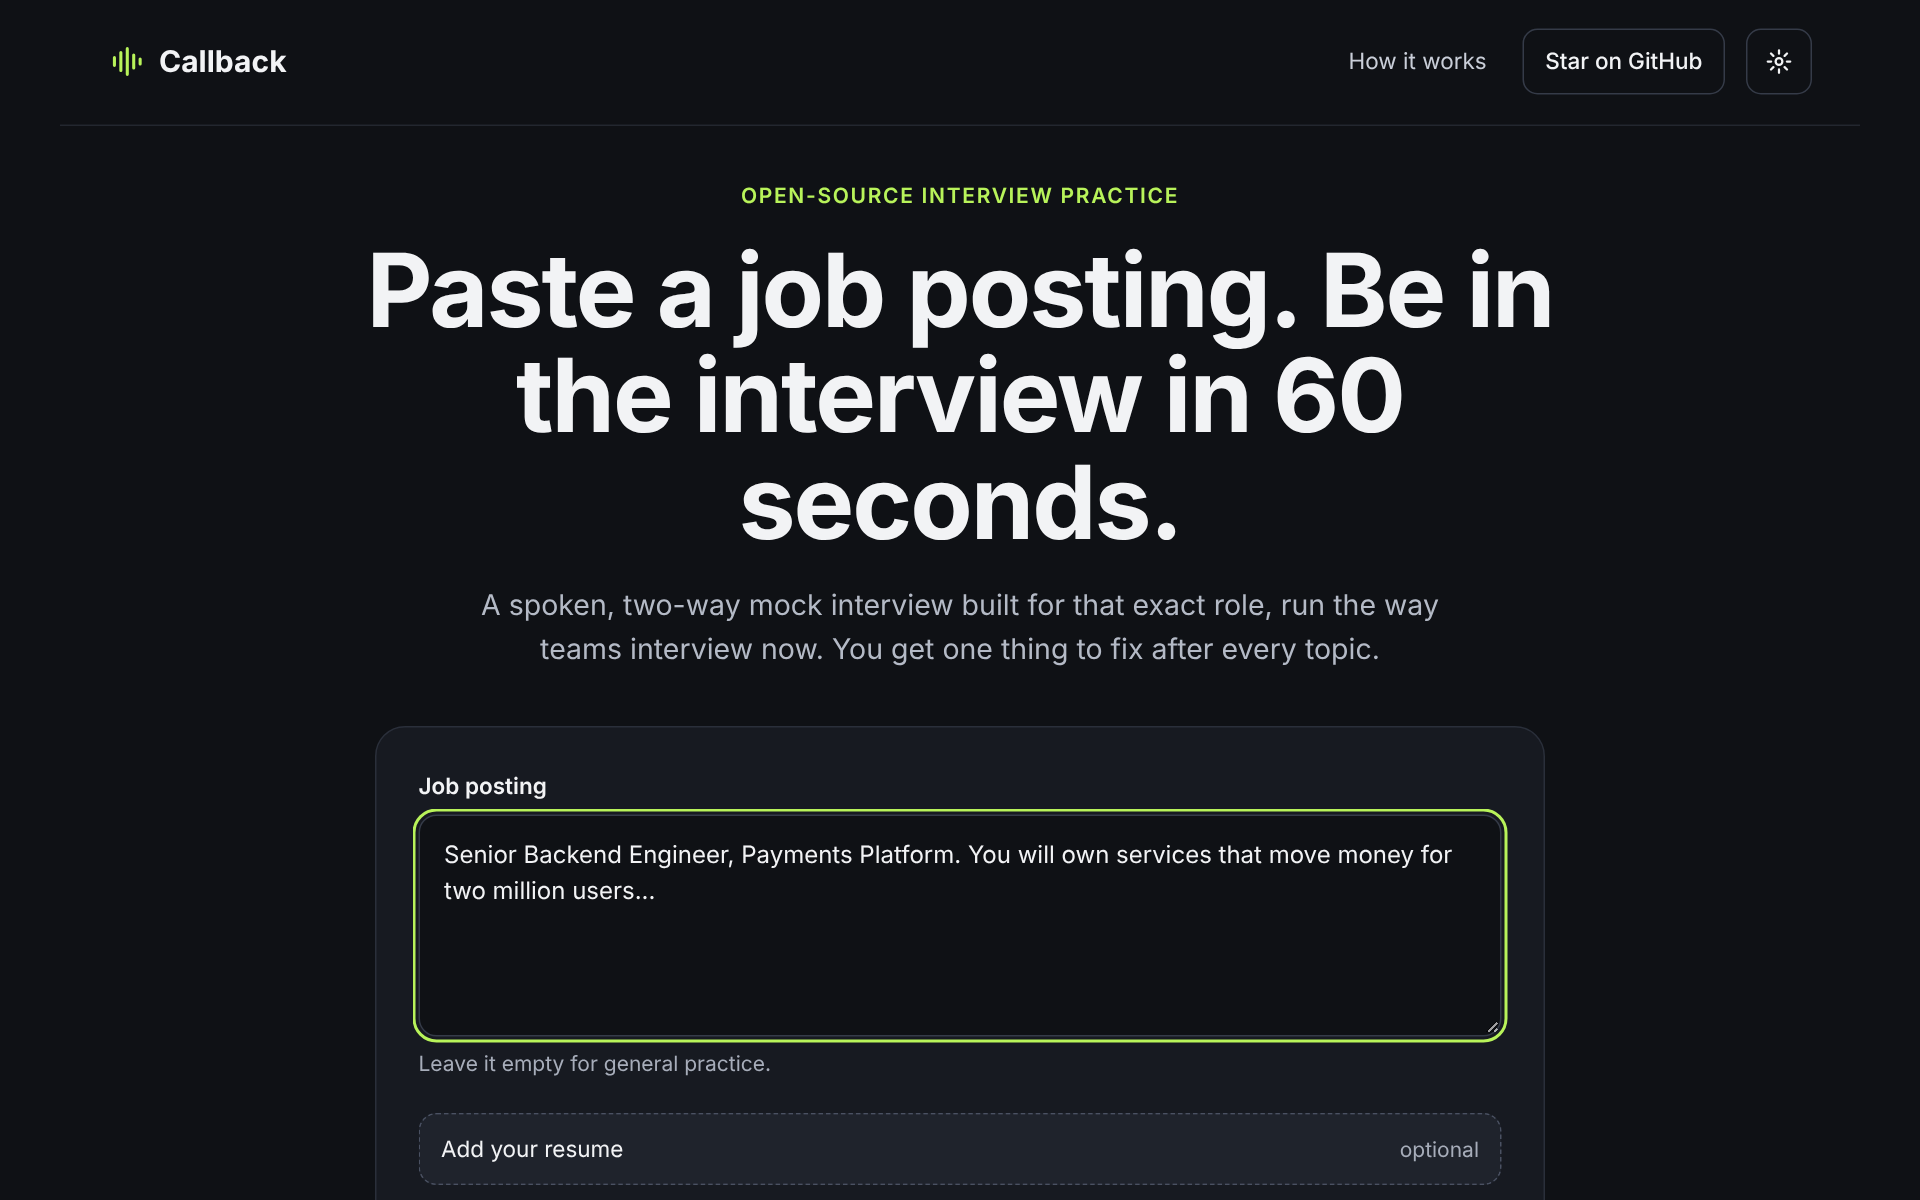 Callback
How it works
Star on GitHub
OPEN-SOURCE INTERVIEW PRACTICE
Paste a job posting. Be in
the interview in 60
seconds.
A spoken, two-way mock interview built for that exact role, run the way
teams interview now. You get one thing to fix after every topic.
Job posting
Senior Backend Engineer, Payments Platform. You will own services that move money for
two million users...
Leave it empty for general practice.
Add your resume
optional